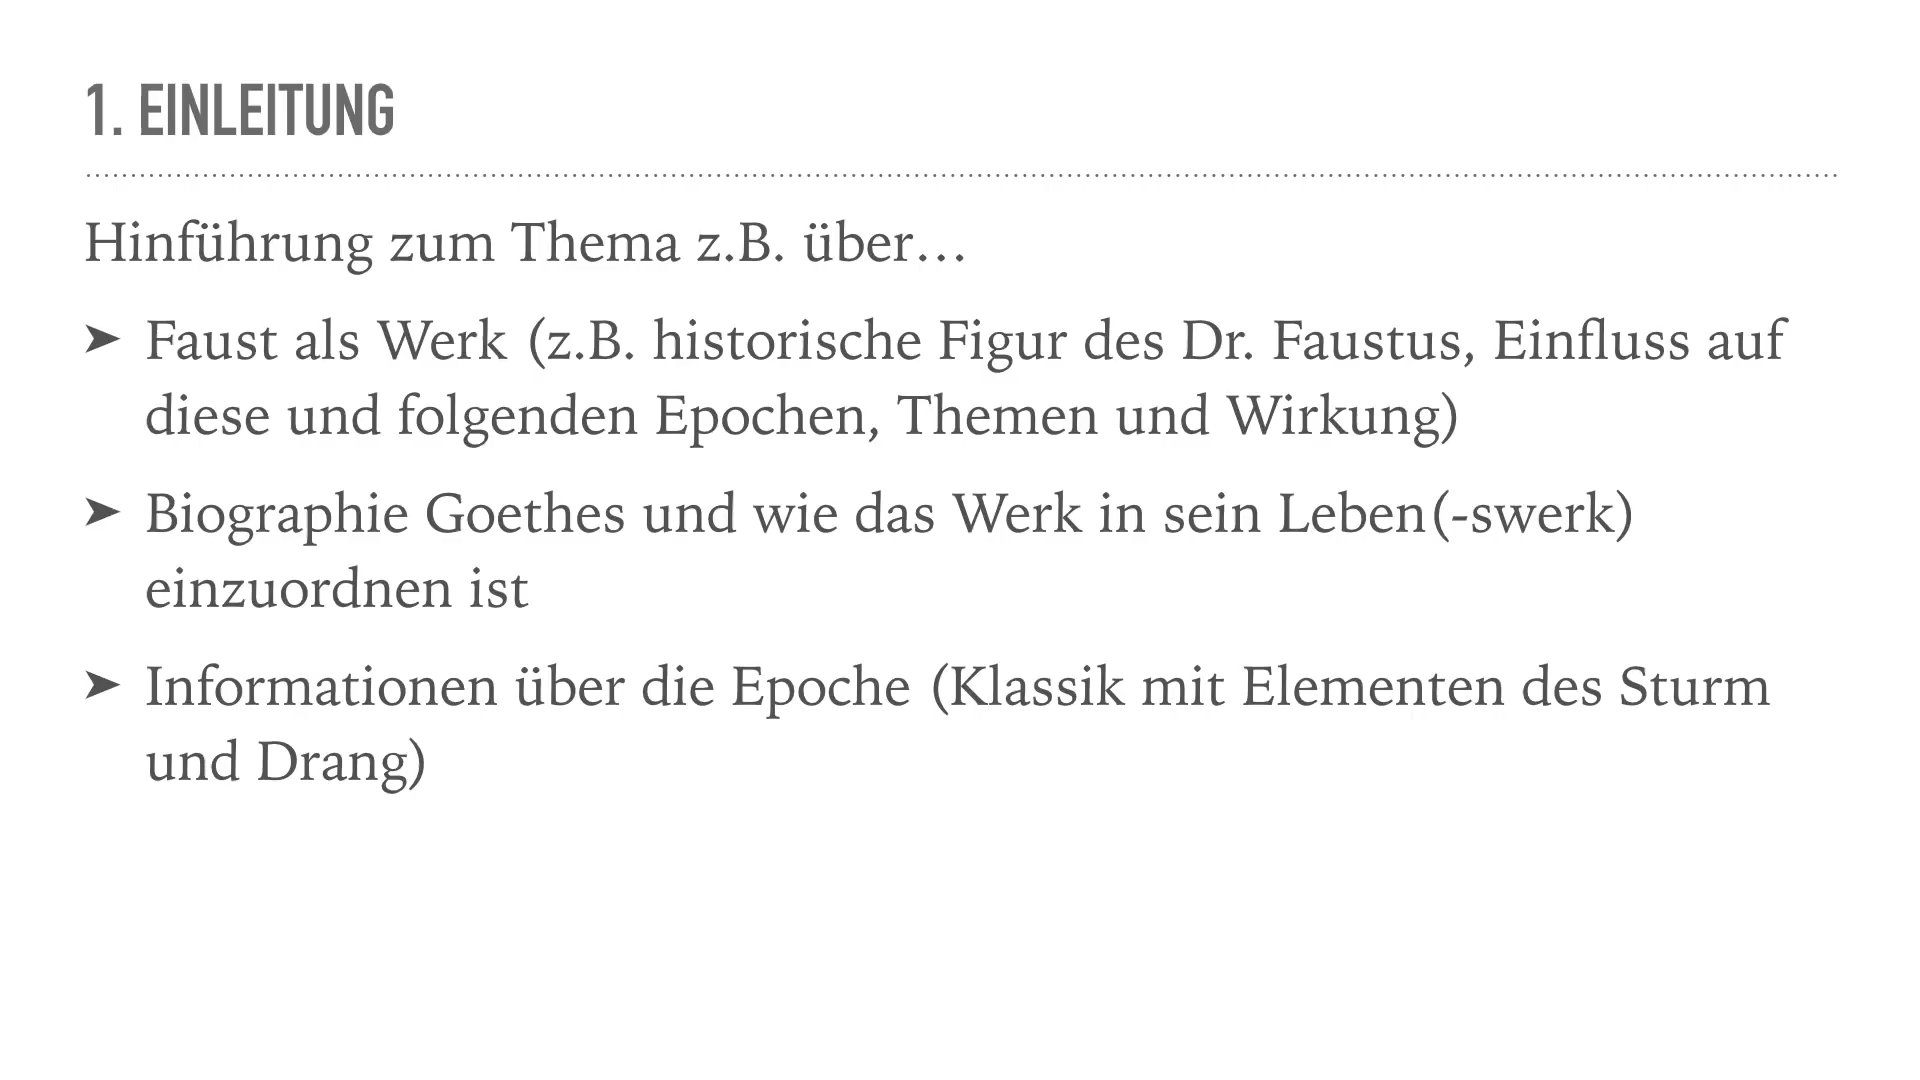 1. EINLEITUNG
Hinführung zum Thema z.B. über…
➤ Faust als Werk (z.B. historische Figur des Dr. Faustus, Einfluss auf
diese und folgenden Epochen, Themen und Wirkung)
➤ Biographie Goethes und wie das Werk in sein Leben(-swerk)
einzuordnen ist
➤ Informationen über die Epoche (Klassik mit Elementen des Sturm
und Drang)